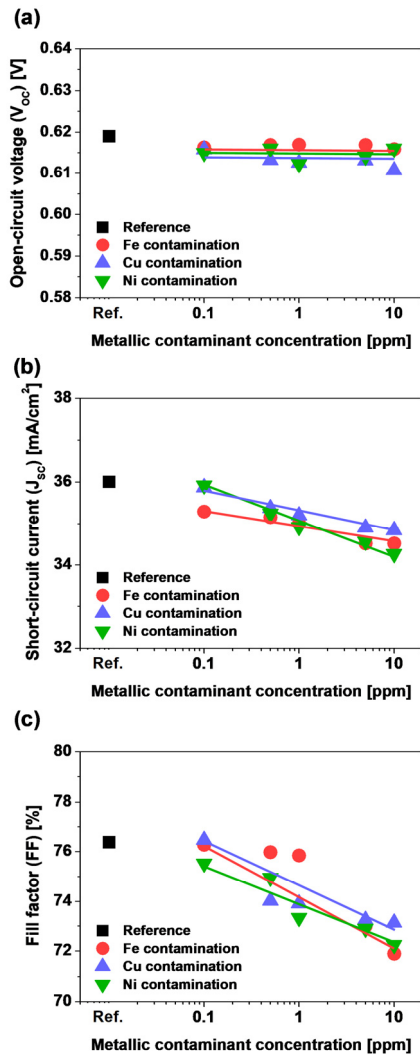 (a)
Open-circuit voltage (V_OC) [V]
0.64
0.63
0.62
0.61
0.60
0.59
0.58
Reference
Fe contamination
Cu contamination
Ni contamination
Ref. 0.1 1 10
Metallic contaminant concentration [ppm]
(b)
Short-circuit current (J_SC) [mA/cm²]
38
36
34
32
Reference
Fe contamination
Cu contamination
Ni contamination
Ref. 0.1 1 10
Metallic contaminant concentration [ppm]
(c)
Fill factor (FF) [%]
80
78
76
74
72
70
Reference
Fe contamination
Cu contamination
Ni contamination
Ref. 0.1 1 10
Metallic contaminant concentration [ppm]